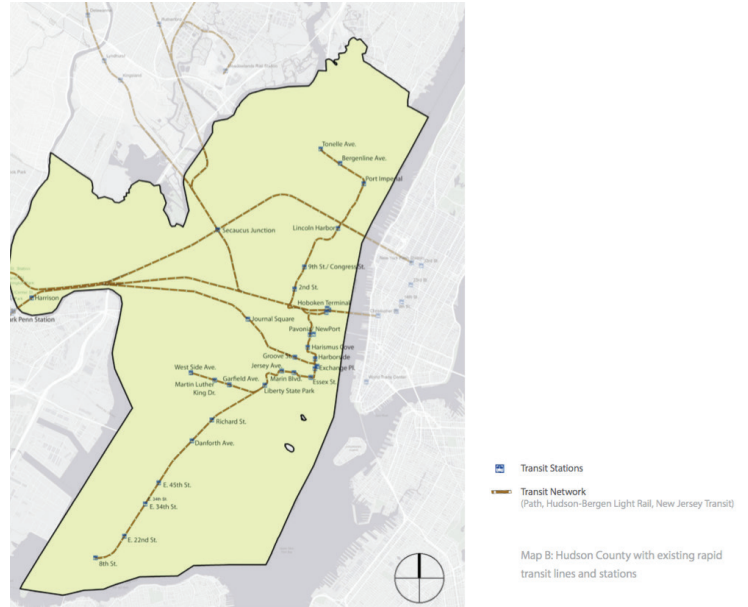 Tonelle Ave.
Bergenline Ave.
Port Imperial
Lincoln Harbor
Secaucus Junction
9th St./ Congress St.
2nd St.
Hoboken Terminal
Harrison
ark Penn Station
Journal Square
Pavonia/ NewPort
Harismus Cove
Groove St.
Harborside
Exchange Pl.
West Side Ave.
Jersey Ave.
Martin Luther
King Dr.
Garfield Ave.
Marin Blvd.
Essex St.
Liberty State Park
Richard St.
Danforth Ave.
E. 45th St.
E. 34th St.
E. 22nd St.
8th St.
Transit Stations
Transit Network
(Path, Hudson-Bergen Light Rail, New Jersey Transit)
Map B: Hudson County with existing rapid
transit lines and stations